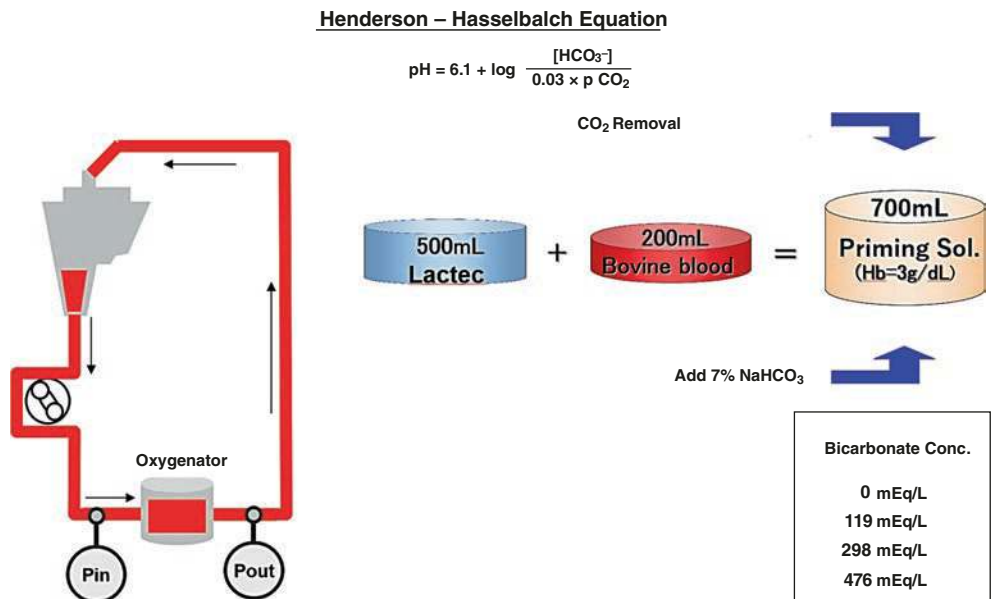 Henderson – Hasselbalch Equation
pH = 6.1 + log [HCO₃⁻] / 0.03 × p CO₂
CO₂ Removal
500mL
Lactec
+
200mL
Bovine blood
=
700mL
Priming Sol.
(Hb=3g/dL)
Add 7% NaHCO₃
Oxygenator
Pin
Pout
Bicarbonate Conc.
0 mEq/L
119 mEq/L
298 mEq/L
476 mEq/L